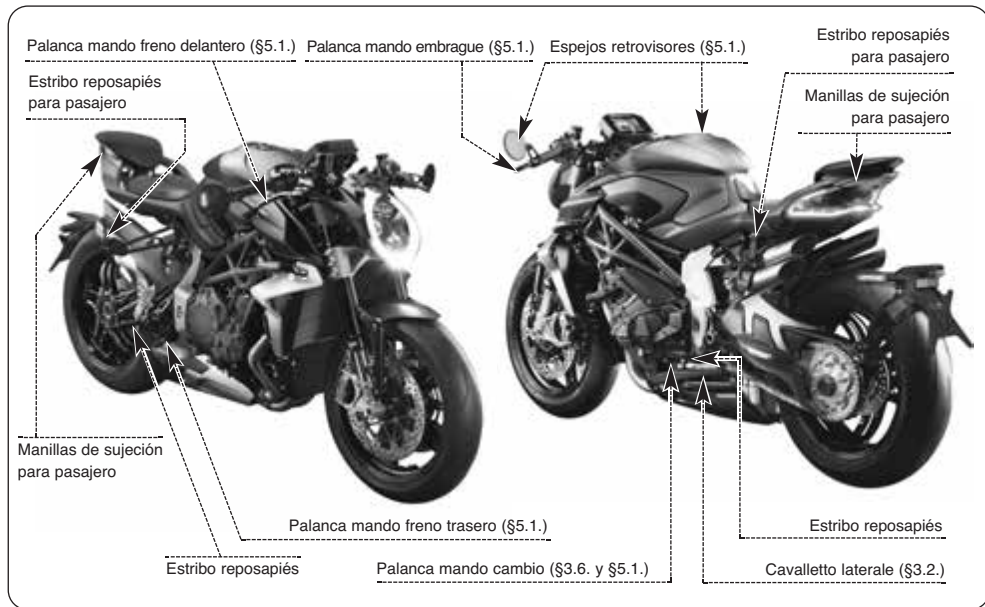 Palanca mando freno delantero (§5.1.)
Palanca mando embrague (§5.1.)
Espejos retrovisores (§5.1.)
Estribo reposapiés
para pasajero
Estribo reposapiés
para pasajero
Manillas de sujeción
para pasajero
Manillas de sujeción
para pasajero
Palanca mando freno trasero (§5.1.)
Estribo reposapiés
Estribo reposapiés
Palanca mando cambio (§3.6. y §5.1.)
Cavalletto laterale (§3.2.)